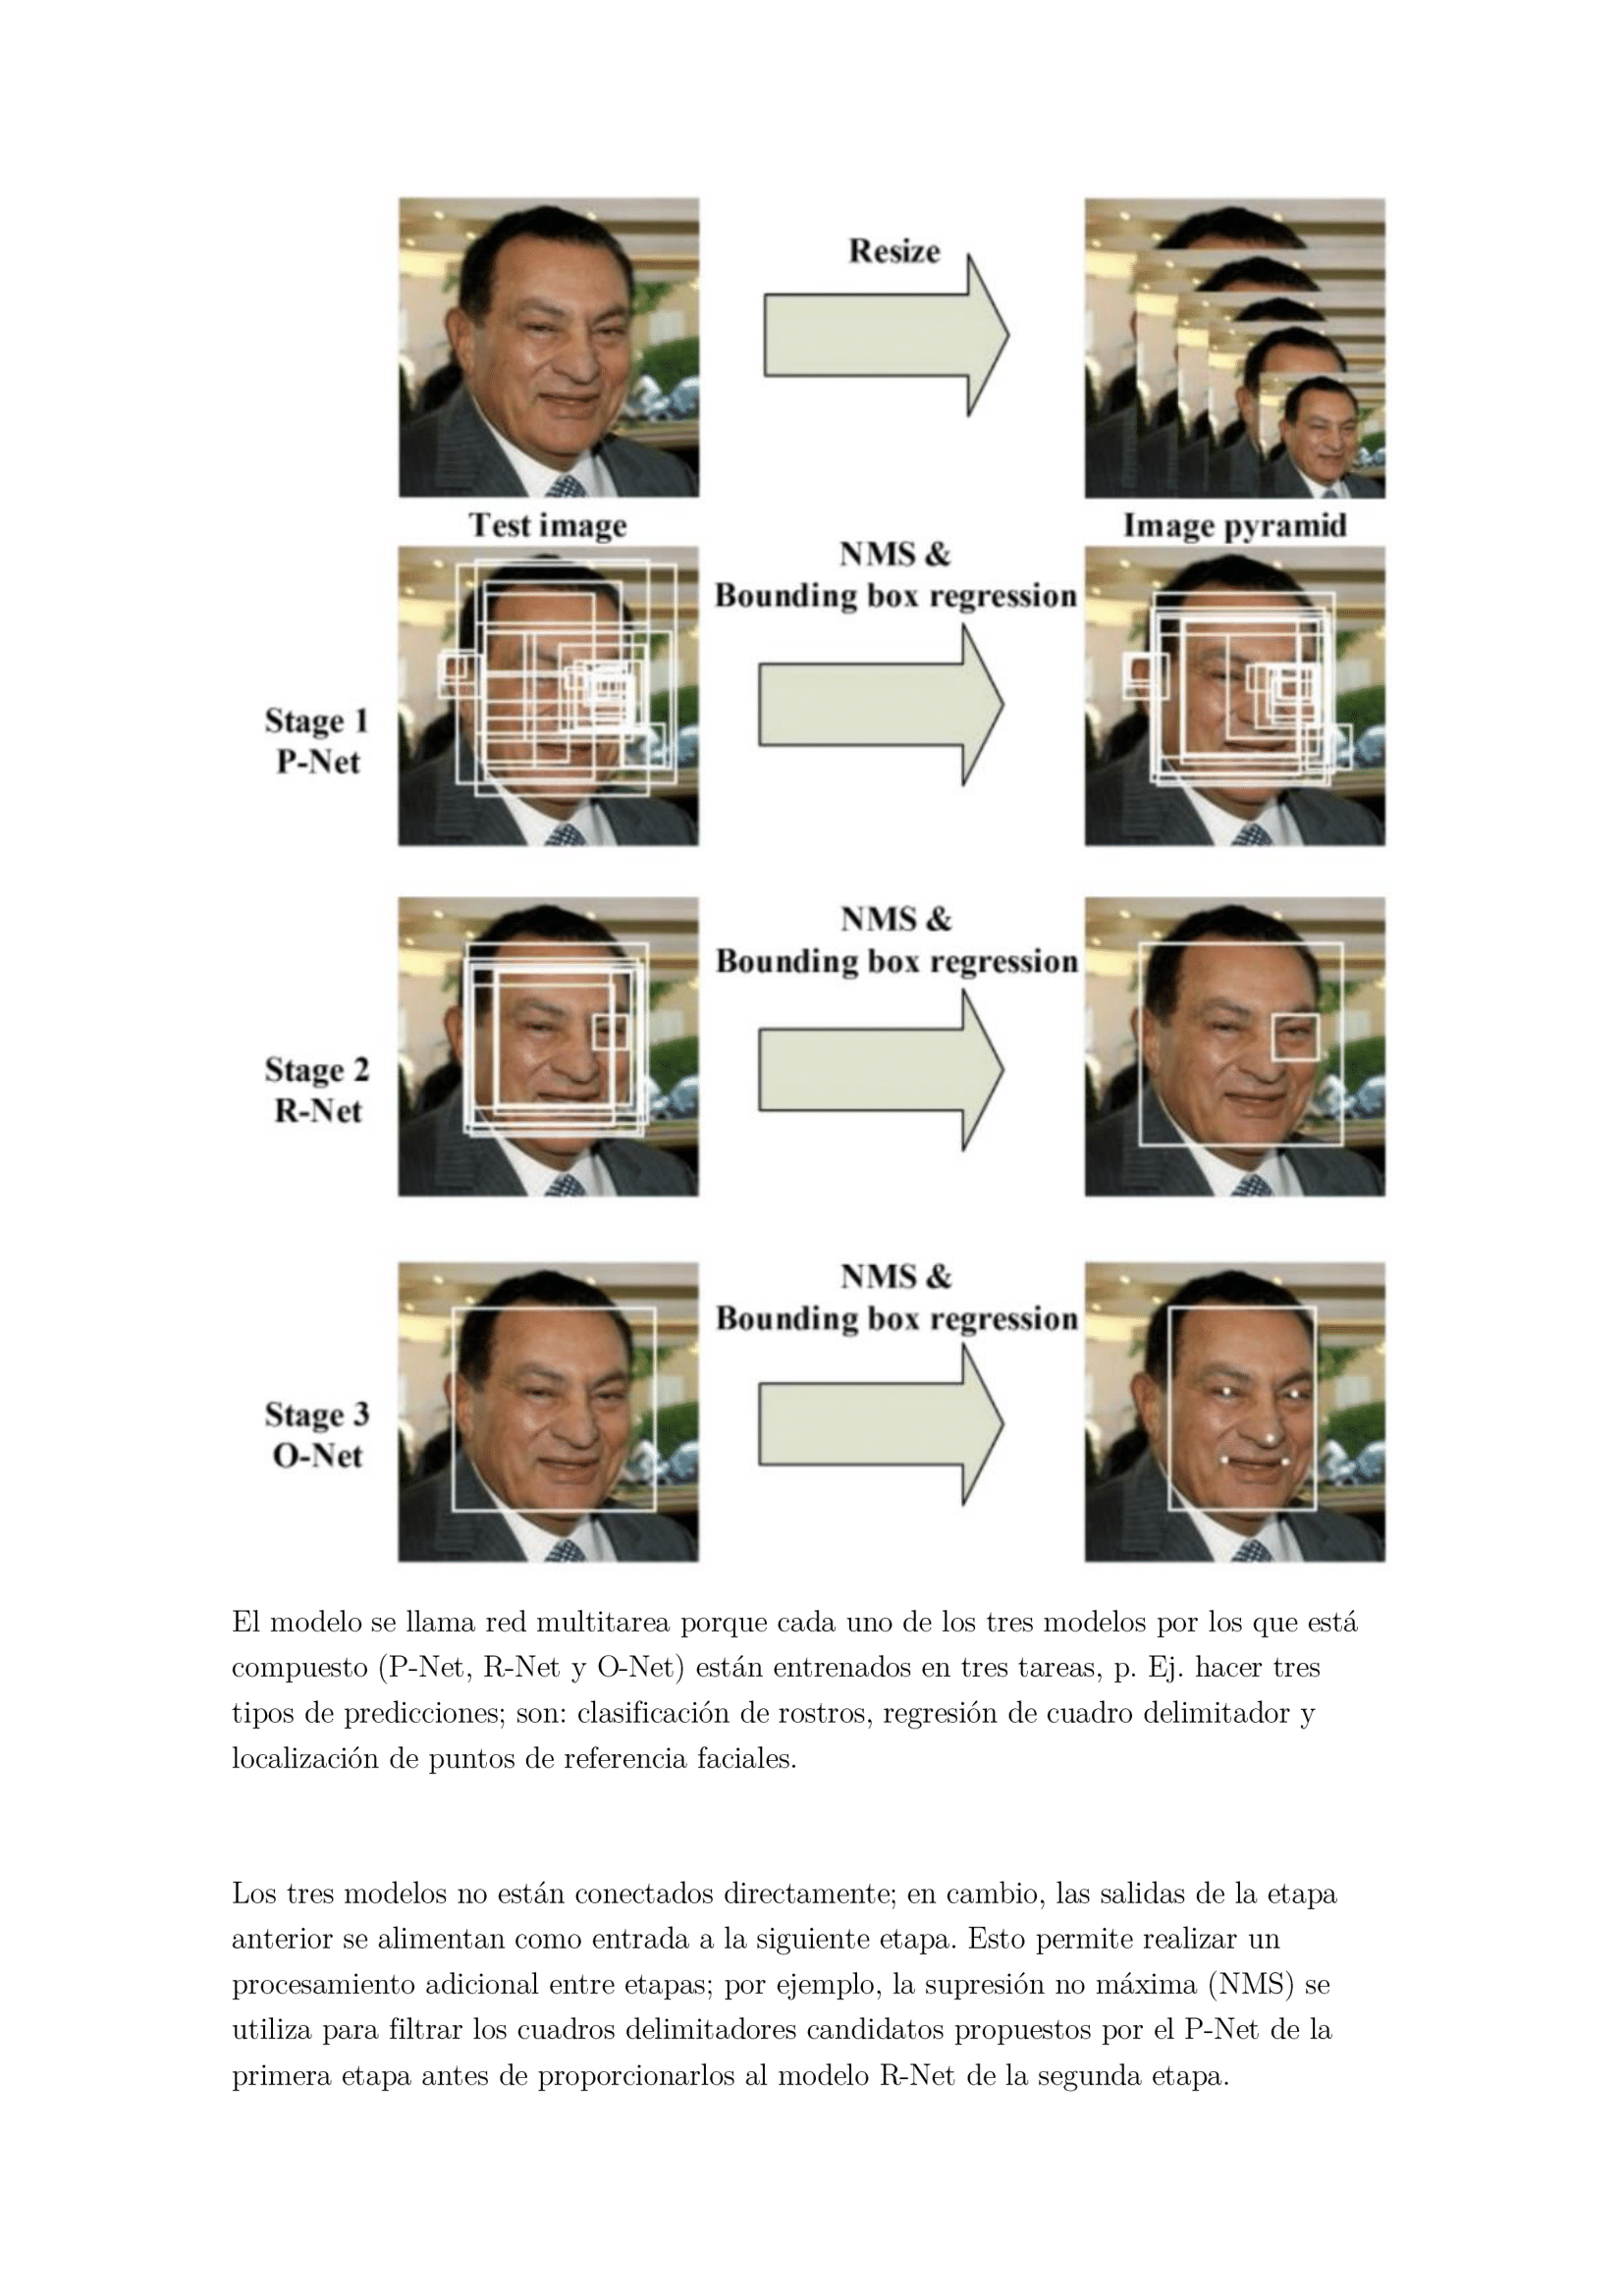 Resize
Test image
Image pyramid
NMS &
Bounding box regression
Stage 1
P-Net
NMS &
Bounding box regression
Stage 2
R-Net
NMS &
Bounding box regression
Stage 3
O-Net
El modelo se llama red multitarea porque cada uno de los tres modelos por los que está
compuesto (P-Net, R-Net y O-Net) están entrenados en tres tareas, p. Ej. hacer tres
tipos de predicciones; son: clasificación de rostros, regresión de cuadro delimitador y
localización de puntos de referencia faciales.
Los tres modelos no están conectados directamente; en cambio, las salidas de la etapa
anterior se alimentan como entrada a la siguiente etapa. Esto permite realizar un
procesamiento adicional entre etapas; por ejemplo, la supresión no máxima (NMS) se
utiliza para filtrar los cuadros delimitadores candidatos propuestos por el P-Net de la
primera etapa antes de proporcionarlos al modelo R-Net de la segunda etapa.